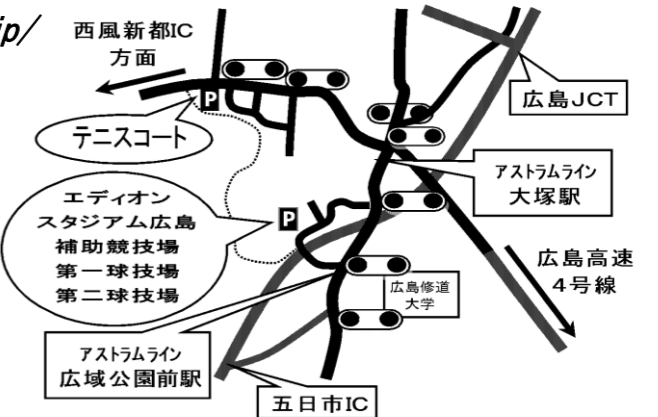 ip/
西風新都IC
方面
広島JCT
P
テニスコート
アストラムライン
大塚駅
エディオン
スタジアム広島
補助競技場
第一球技場
第二球技場
P
広島高速
4号線
広島修道
大学
アストラムライン
広域公園前駅
五日市IC